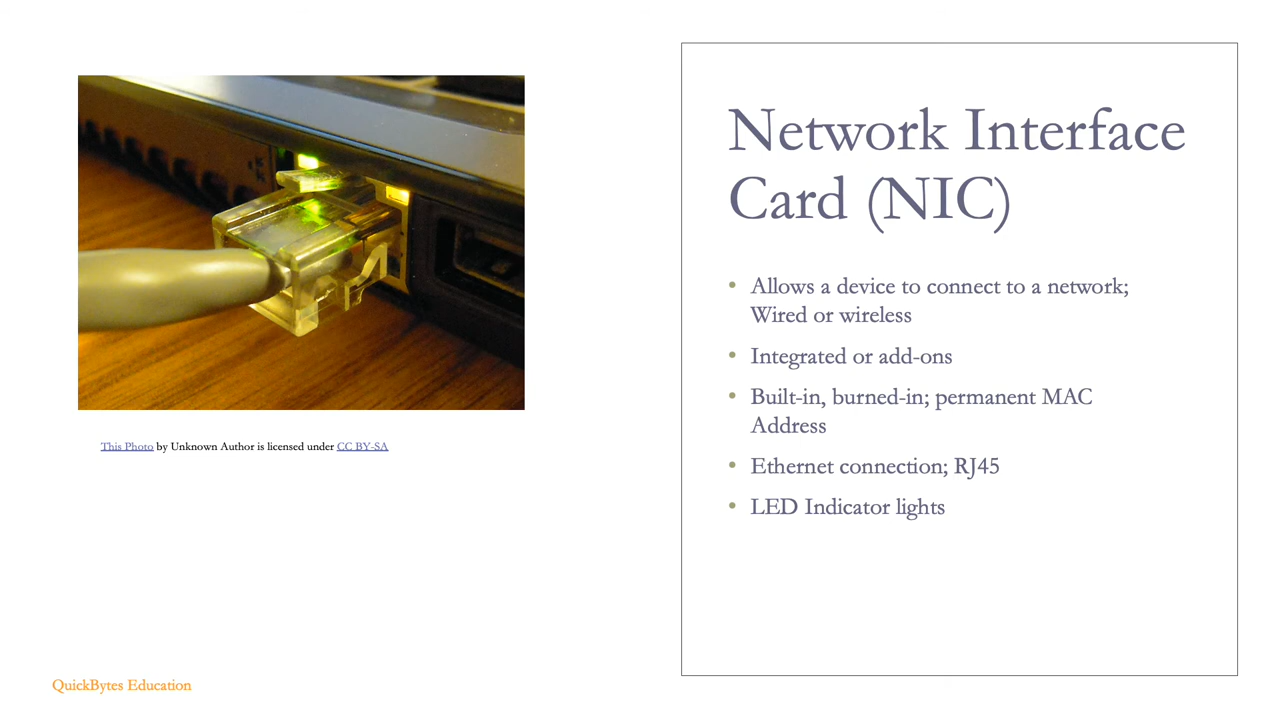 Network Interface
Card (NIC)
• Allows a device to connect to a network;
Wired or wireless
• Integrated or add-ons
• Built-in, burned-in; permanent MAC
Address
• Ethernet connection; RJ45
• LED Indicator lights
This Photo by Unknown Author is licensed under CC BY-SA
QuickBytes Education